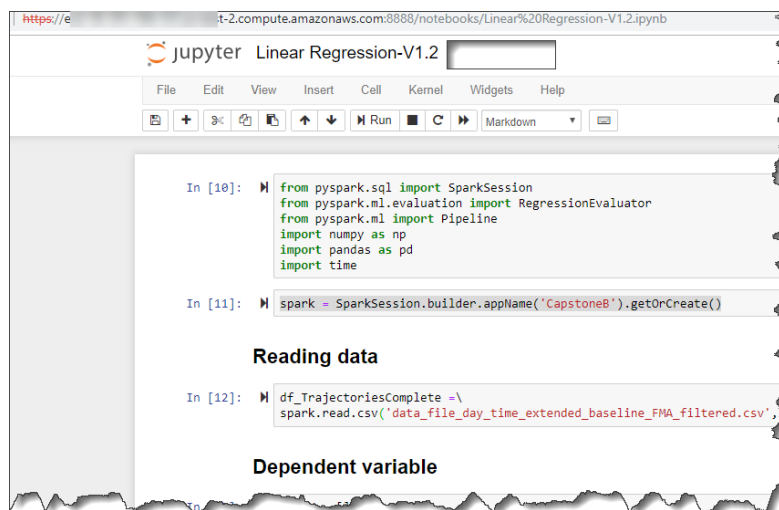 https://e t-2.compute.amazonaws.com:8888/notebooks/Linear%20Regression-V1.2.ipynb
jupyter Linear Regression-V1.2
File Edit View Insert Cell Kernel Widgets Help
Run Markdown
In [10]: from pyspark.sql import SparkSession
from pyspark.ml.evaluation import RegressionEvaluator
from pyspark.ml import Pipeline
import numpy as np
import pandas as pd
import time
In [11]: spark = SparkSession.builder.appName('CapstoneB').getOrCreate()
Reading data
In [12]: df_TrajectoriesComplete =\
spark.read.csv('data_file_day_time_extended_baseline_FMA_filtered.csv',
Dependent variable